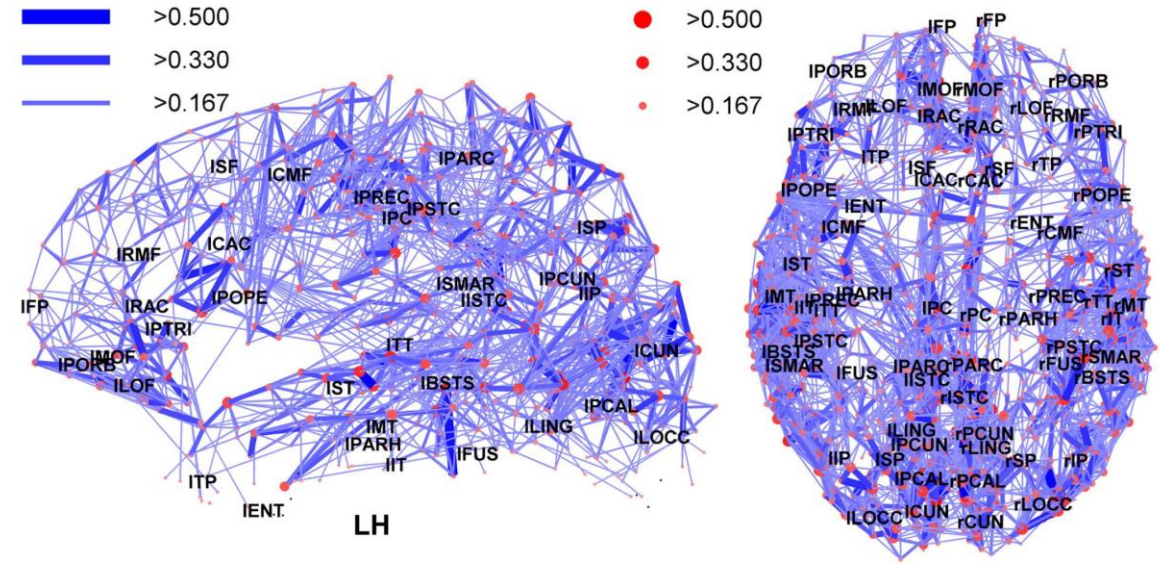 >0.500
>0.330
>0.167
>0.500
>0.330
>0.167
lSF
lCMF
lPARC
lPREC
lPSTC
lPC
lSP
lRMF
lCAC
lSMAR
lPCUN
lISTC
lIP
lFP
lRAC
lPOPE
lPTRI
lMOF
lPORB
lLOF
lTT
lCUN
lST
lBSTS
lPCAL
lMT
lLING
lPARH
lLOCC
lIT
lFUS
lTP
lENT
LH
lFP rFP
lPORB rPORB
lMOF rMOF
lRMF lLOF rLOF rRMF
lRAC rRAC
lPTRI rPTRI
lTP lSF rSF rTP
lCAC rCAC
lPOPE rPOPE
lENT rENT
lCMF rCMF
lST rST
lMT lPREC lPARH rPREC rTT rMT
lIT lTT lPC rPC rPARH rIT
lPSTC rPSTC
lBSTS rSMAR
lSMAR lFUS lPARC rPARC rFUS rBSTS
lISTC
rISTC
lLING rPCUN
lPCUN rLING
lIP lSP rSP rIP
lPCAL rPCAL
lLOCC lCUN rCUN rLOCC